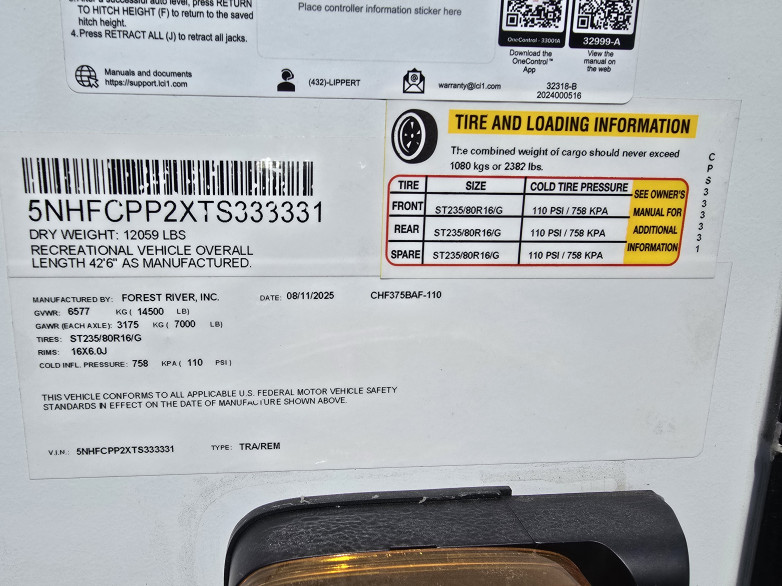 3. After a successful auto level, press RETURN
TO HITCH HEIGHT (F) to return to the saved
hitch height.
4. Press RETRACT ALL (J) to retract all jacks.
Place controller information sticker here
OneControl - 33001A
32999-A
Download the
OneControl™
App
View the
manual on
the web
Manuals and documents
https://support.lci1.com
(432)-LIPPERT
warranty@lci1.com
32318-B
2024000516
TIRE AND LOADING INFORMATION
The combined weight of cargo should never exceed
1080 kgs or 2382 lbs.
TIRE SIZE COLD TIRE PRESSURE
FRONT ST235/80R16/G 110 PSI / 758 KPA
REAR ST235/80R16/G 110 PSI / 758 KPA
SPARE ST235/80R16/G 110 PSI / 758 KPA
SEE OWNER'S
MANUAL FOR
ADDITIONAL
INFORMATION
CPS333331
5NHFCPP2XTS333331
DRY WEIGHT: 12059 LBS
RECREATIONAL VEHICLE OVERALL
LENGTH 42'6" AS MANUFACTURED.
MANUFACTURED BY: FOREST RIVER, INC. DATE: 08/11/2025 CHF375BAF-110
GVWR: 6577 KG ( 14500 LB)
GAWR (EACH AXLE): 3175 KG ( 7000 LB)
TIRES: ST235/80R16/G
RIMS: 16X6.0J
COLD INFL. PRESSURE: 758 KPA ( 110 PSI )
THIS VEHICLE CONFORMS TO ALL APPLICABLE U.S. FEDERAL MOTOR VEHICLE SAFETY
STANDARDS IN EFFECT ON THE DATE OF MANUFACTURE SHOWN ABOVE.
V.I.N.: 5NHFCPP2XTS333331 TYPE: TRA/REM